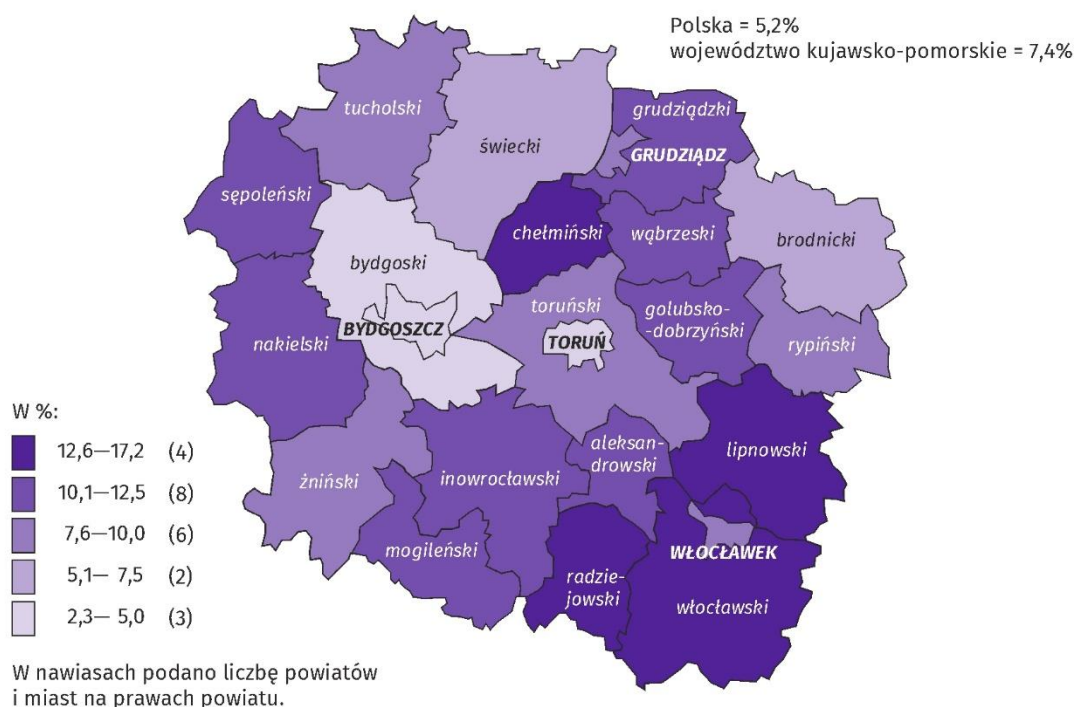 Polska = 5,2%
województwo kujawsko-pomorskie = 7,4%
tucholski
grudziądzki
świecki
GRUDZIĄDZ
sępoleński
chełmiński
wąbrzeski
brodnicki
bydgoski
toruński
golubsko-
-dobrzyński
BYDGOSZCZ
TORUŃ
nakielski
rypiński
W %:
12,6—17,2 (4)
10,1—12,5 (8)
7,6—10,0 (6)
5,1— 7,5 (2)
2,3— 5,0 (3)
aleksan-
drowski
lipnowski
żniński
inowrocławski
mogileński
WŁOCŁAWEK
radzie-
jowski
włocławski
W nawiasach podano liczbę powiatów
i miast na prawach powiatu.